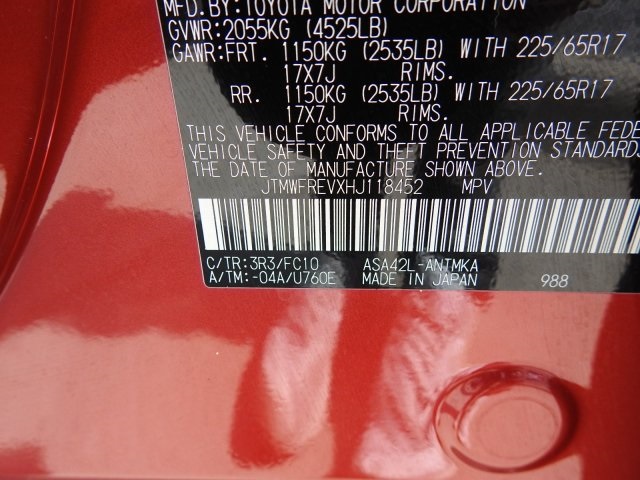 MFD.BY:TOYOTA MOTOR CORPORATION
GVWR:2055KG (4525LB)
GAWR:FRT. 1150KG (2535LB) WITH 225/65R17
17X7J RIMS.
RR. 1150KG (2535LB) WITH 225/65R17
17X7J RIMS.
THIS VEHICLE CONFORMS TO ALL APPLICABLE FEDE
VEHICLE SAFETY AND THEFT PREVENTION STANDARDS
THE DATE OF MANUFACTURE SHOWN ABOVE.
JTMWFREVXHJ118452 MPV
C/TR:3R3/FC10 ASA42L-ANTMKA
A/TM:-04A/U760E MADE IN JAPAN 988